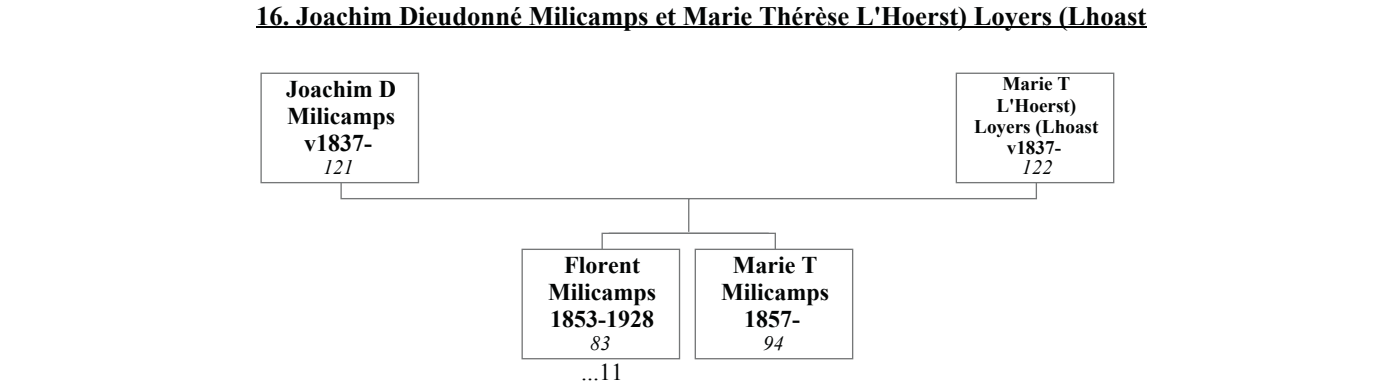 16. Joachim Dieudonné Milicamps et Marie Thérèse L'Hoerst) Loyers (Lhoast
Joachim D
Milicamps
v1837-
121
Marie T
L'Hoerst)
Loyers (Lhoast
v1837-
122
Florent
Milicamps
1853-1928
83
...11
Marie T
Milicamps
1857-
94